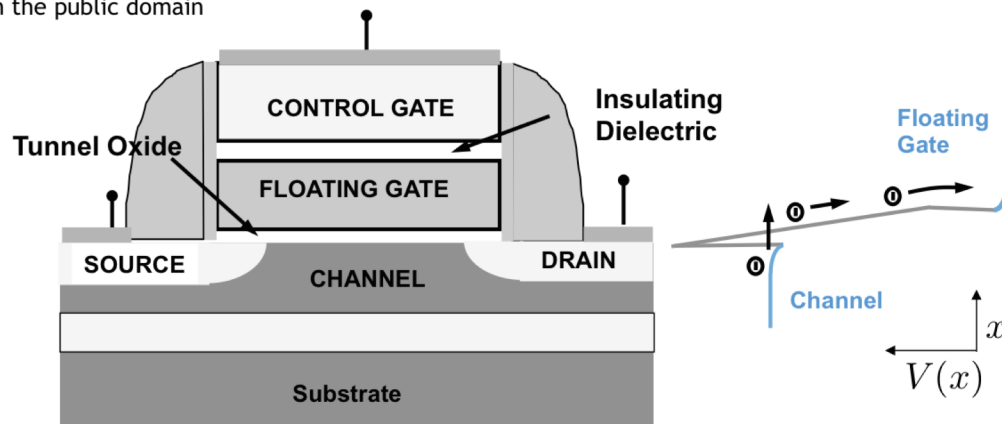 the public domain
CONTROL GATE
Insulating
Dielectric
Tunnel Oxide
FLOATING GATE
SOURCE
CHANNEL
DRAIN
Substrate
Floating
Gate
Channel
x
V(x)